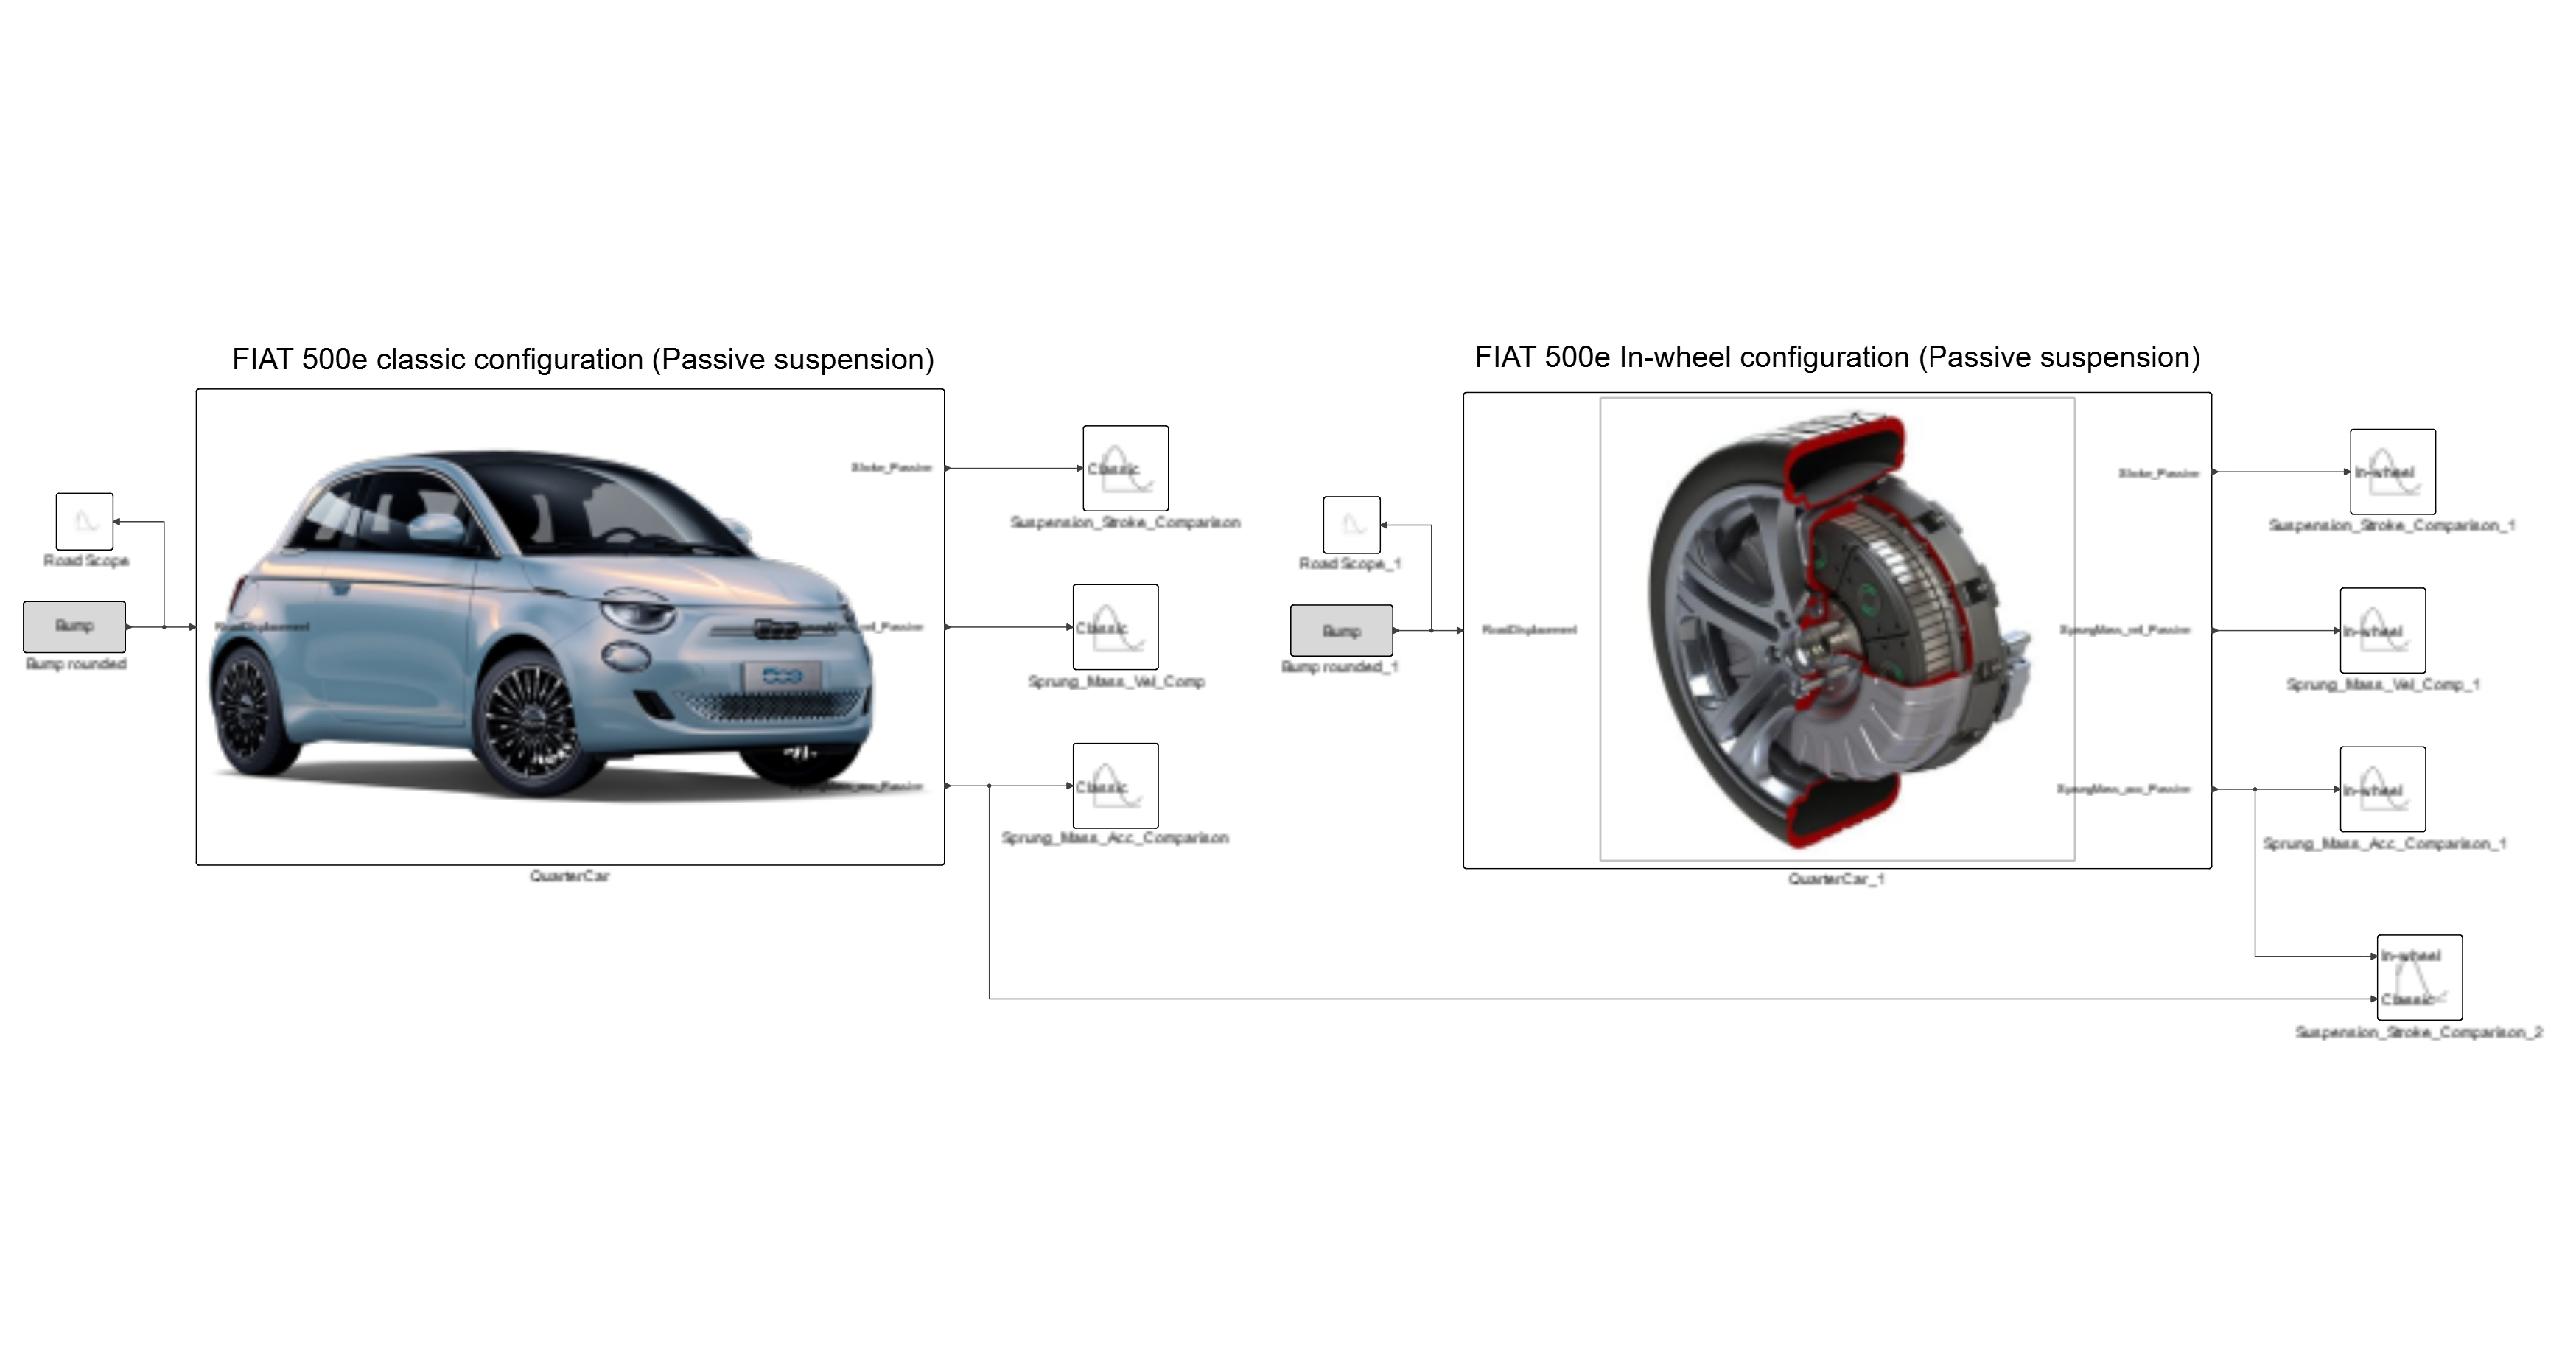 FIAT 500e classic configuration (Passive suspension)
Stroke_Passive
Classic
Suspension_Stroke_Comparison
Road Scope
Bump
Bump rounded
RoadDisplacement
Classic
Sprung_Mass_Vel_Comp
500
Classic
Sprung_Mass_Acc_Comparison
QuarterCar
FIAT 500e In-wheel configuration (Passive suspension)
Stroke_Passive
In-wheel
Suspension_Stroke_Comparison_1
Road Scope_1
Bump
Bump rounded_1
RoadDisplacement
SprungMass_vel_Passive
In-wheel
Sprung_Mass_Vel_Comp_1
SprungMass_acc_Passive
In-wheel
Sprung_Mass_Acc_Comparison_1
QuarterCar_1
In-wheel
Classic
Suspension_Stroke_Comparison_2